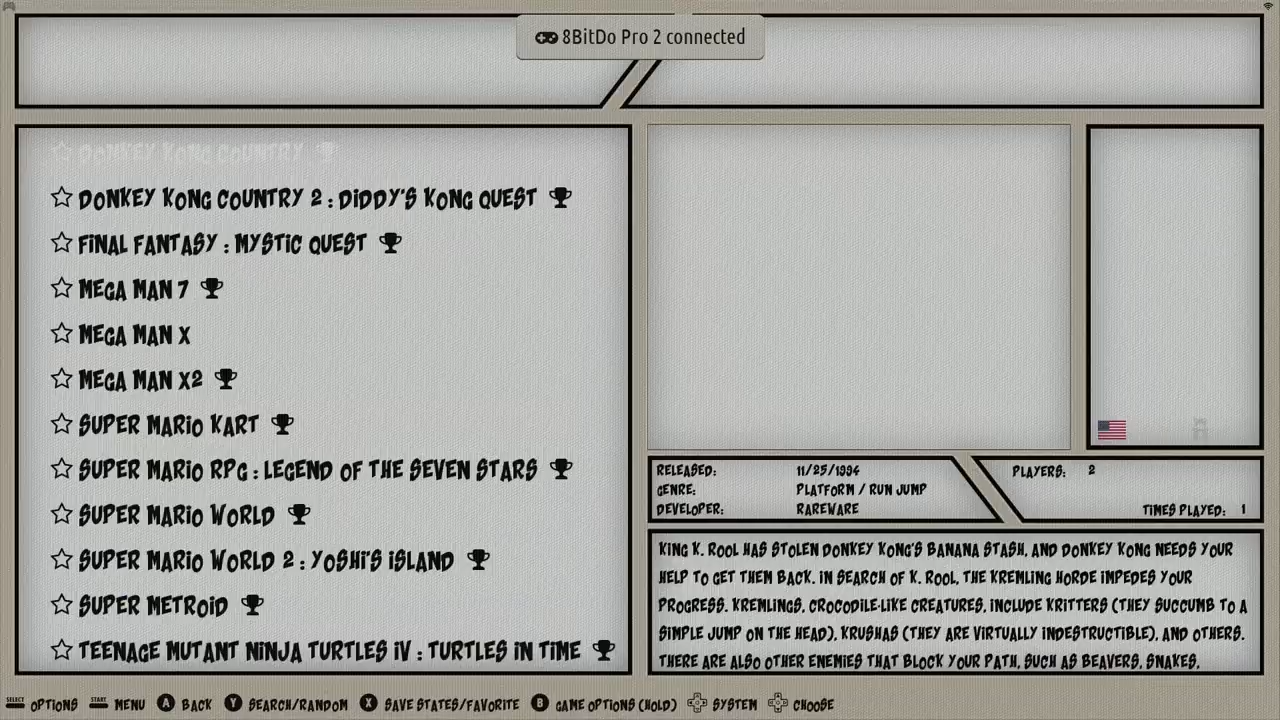 8BitDo Pro 2 connected
DONKEY KONG COUNTRY
DONKEY KONG COUNTRY 2 : DIDDY'S KONG QUEST
FINAL FANTASY : MYSTIC QUEST
MEGA MAN 7
MEGA MAN X
MEGA MAN X2
SUPER MARIO KART
SUPER MARIO RPG : LEGEND OF THE SEVEN STARS
SUPER MARIO WORLD
SUPER MARIO WORLD 2 : YOSHI'S ISLAND
SUPER METROID
TEENAGE MUTANT NINJA TURTLES IV : TURTLES IN TIME
RELEASED: 11/25/1994
GENRE: PLATFORM / RUN JUMP
DEVELOPER: RAREWARE
PLAYERS: 2
TIMES PLAYED: 1
KING K. ROOL HAS STOLEN DONKEY KONG'S BANANA STASH, AND DONKEY KONG NEEDS YOUR
HELP TO GET THEM BACK. IN SEARCH OF K. ROOL, THE KREMLING HORDE IMPEDES YOUR
PROGRESS. KREMLINGS, CROCODILE-LIKE CREATURES, INCLUDE KRITTERS (THEY SUCCUMB TO A
SIMPLE JUMP ON THE HEAD), KRUSHAS (THEY ARE VIRTUALLY INDESTRUCTIBLE), AND OTHERS.
THERE ARE ALSO OTHER ENEMIES THAT BLOCK YOUR PATH, SUCH AS BEAVERS, SNAKES,
SELECT OPTIONS START MENU A BACK Y SEARCH/RANDOM X SAVE STATES/FAVORITE B GAME OPTIONS (HOLD) SYSTEM CHOOSE